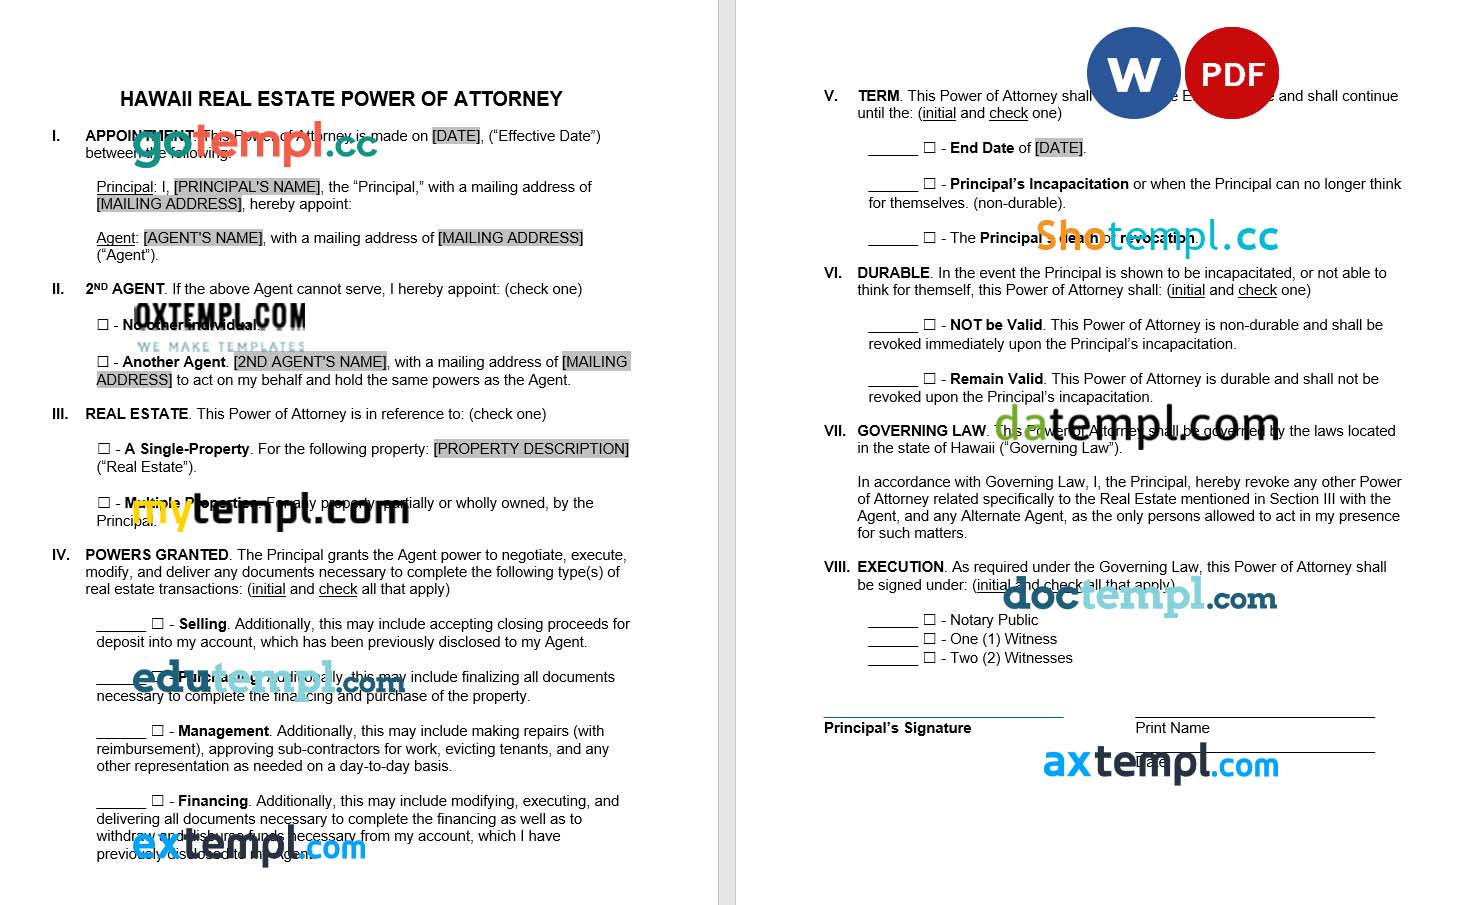 HAWAII REAL ESTATE POWER OF ATTORNEY
I. APPOINTMENT. This Power of Attorney is made on [DATE], (“Effective Date”)
between the following:
gotempl.cc
Principal: I, [PRINCIPAL'S NAME], the “Principal,” with a mailing address of
[MAILING ADDRESS], hereby appoint:
Agent: [AGENT'S NAME], with a mailing address of [MAILING ADDRESS]
(“Agent”).
II. 2ND AGENT. If the above Agent cannot serve, I hereby appoint: (check one)
OXTEMPL.COM
☐ - No other individual.
WE MAKE TEMPLATES
☐ - Another Agent. [2ND AGENT'S NAME], with a mailing address of [MAILING
ADDRESS] to act on my behalf and hold the same powers as the Agent.
III. REAL ESTATE. This Power of Attorney is in reference to: (check one)
☐ - A Single-Property. For the following property: [PROPERTY DESCRIPTION]
(“Real Estate”).
☐ - Multiple Properties. For any property, partially or wholly owned, by the
Principal.
mytempl.com
IV. POWERS GRANTED. The Principal grants the Agent power to negotiate, execute,
modify, and deliver any documents necessary to complete the following type(s) of
real estate transactions: (initial and check all that apply)
______ ☐ - Selling. Additionally, this may include accepting closing proceeds for
deposit into my account, which has been previously disclosed to my Agent.
______ ☐ - Purchasing. Additionally, this may include finalizing all documents
edutempl.com
necessary to complete the financing and purchase of the property.
______ ☐ - Management. Additionally, this may include making repairs (with
reimbursement), approving sub-contractors for work, evicting tenants, and any
other representation as needed on a day-to-day basis.
______ ☐ - Financing. Additionally, this may include modifying, executing, and
delivering all documents necessary to complete the financing as well as to
withdraw and disburse funds necessary from my account, which I have
extempl.com
previously disclosed to my Agent.
W PDF
V. TERM. This Power of Attorney shall and shall continue
until the: (initial and check one)
______ ☐ - End Date of [DATE].
______ ☐ - Principal’s Incapacitation or when the Principal can no longer think
for themselves. (non-durable).
______ ☐ - The Principal’s death or revocation.
Shotempl.cc
VI. DURABLE. In the event the Principal is shown to be incapacitated, or not able to
think for themself, this Power of Attorney shall: (initial and check one)
______ ☐ - NOT be Valid. This Power of Attorney is non-durable and shall be
revoked immediately upon the Principal’s incapacitation.
______ ☐ - Remain Valid. This Power of Attorney is durable and shall not be
revoked upon the Principal’s incapacitation.
datempl.com
VII. GOVERNING LAW. This Power of Attorney shall be governed by the laws located
in the state of Hawaii (“Governing Law”).
In accordance with Governing Law, I, the Principal, hereby revoke any other Power
of Attorney related specifically to the Real Estate mentioned in Section III with the
Agent, and any Alternate Agent, as the only persons allowed to act in my presence
for such matters.
VIII. EXECUTION. As required under the Governing Law, this Power of Attorney shall
be signed under: (initial and check all that apply)
doctempl.com
______ ☐ - Notary Public
______ ☐ - One (1) Witness
______ ☐ - Two (2) Witnesses
Principal’s Signature Print Name
Date
axtempl.com